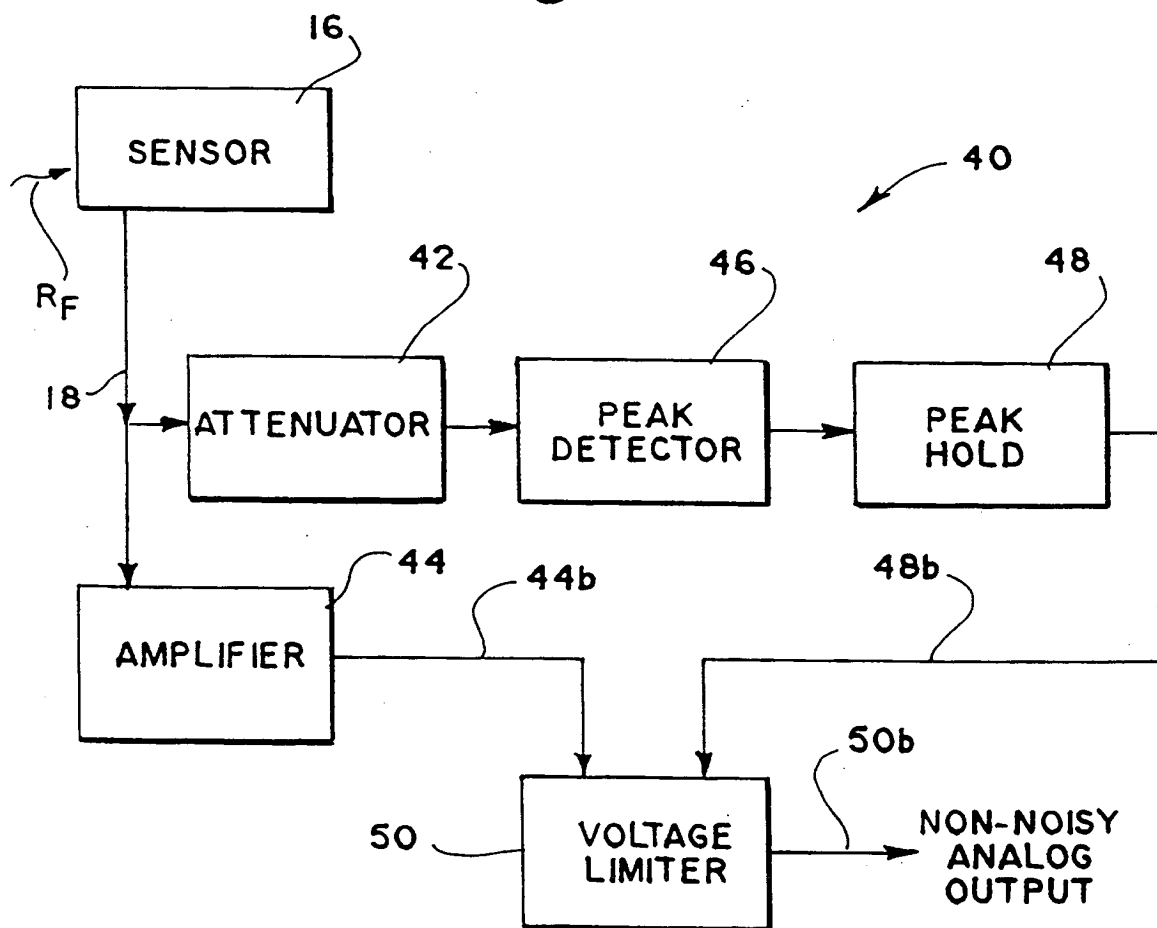 16
SENSOR
40
RF
42
46
48
18
ATTENUATOR
PEAK
DETECTOR
PEAK
HOLD
44
44b
48b
AMPLIFIER
50b
50
VOLTAGE
LIMITER
NON-NOISY
ANALOG
OUTPUT